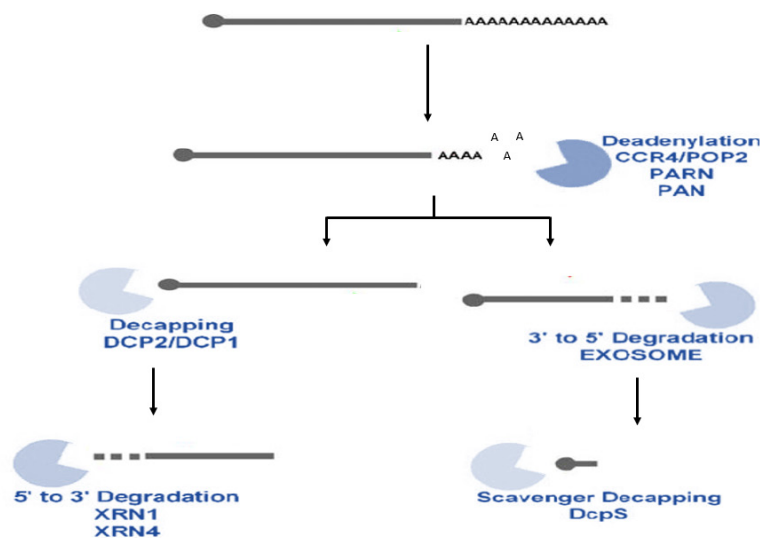 AAAAAAAAAAAAA
A A
AAAA A
Deadenylation
CCR4/POP2
PARN
PAN
Decapping
DCP2/DCP1
3' to 5' Degradation
EXOSOME
5' to 3' Degradation
XRN1
XRN4
Scavenger Decapping
DcpS